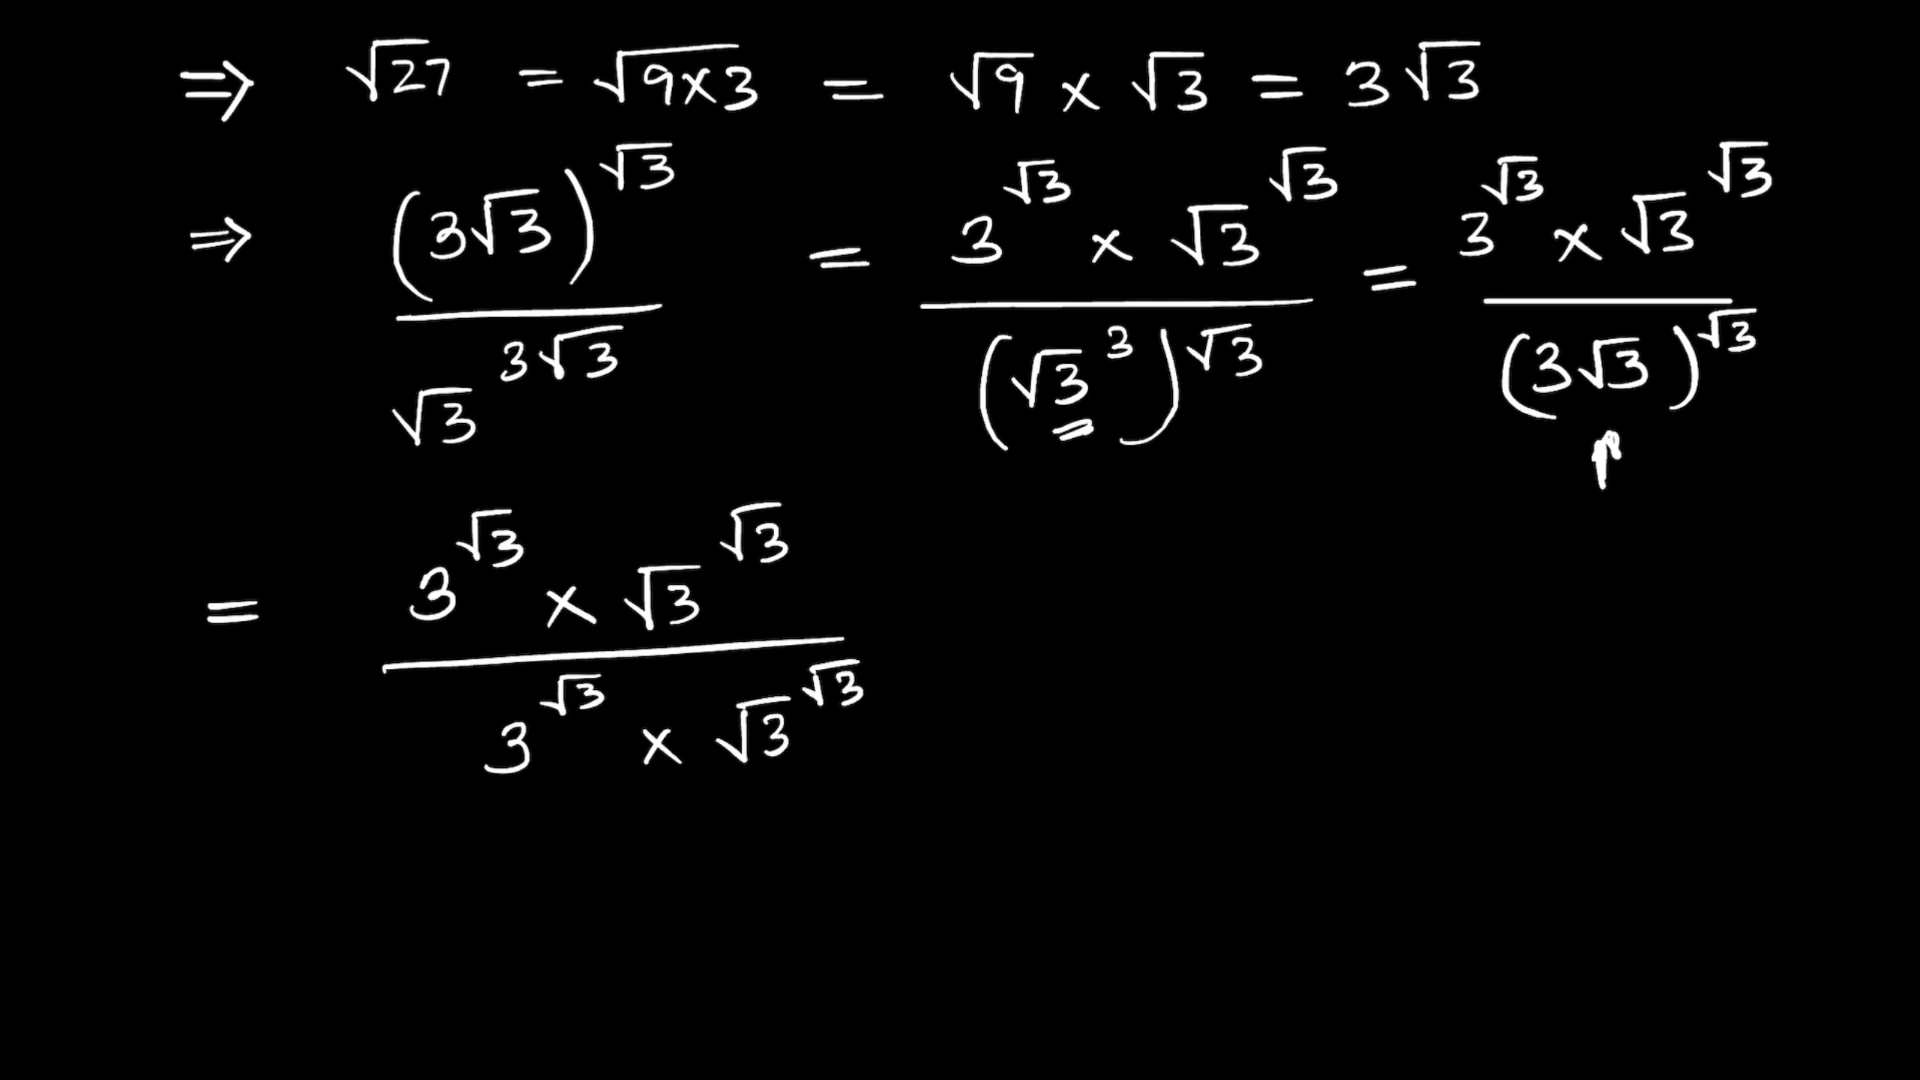 ⇒ √27 = √9×3 = √9 × √3 = 3√3
⇒ (3√3)^√3 / √3^3√3 = 3^√3 × √3^√3 / (√3^3)^√3 = 3^√3 × √3^√3 / (3√3)^√3
= 3^√3 × √3^√3 / 3^√3 × √3^√3